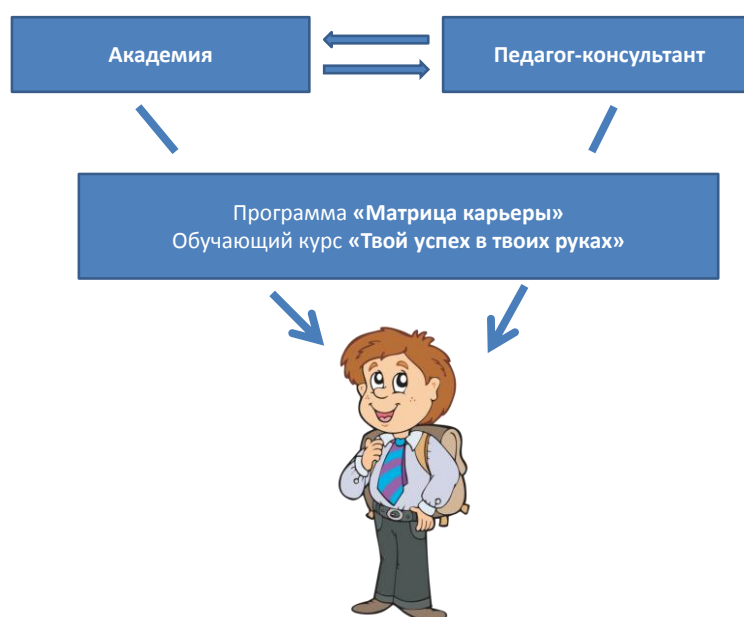 Академия
Педагог-консультант
Программа «Матрица карьеры»
Обучающий курс «Твой успех в твоих руках»